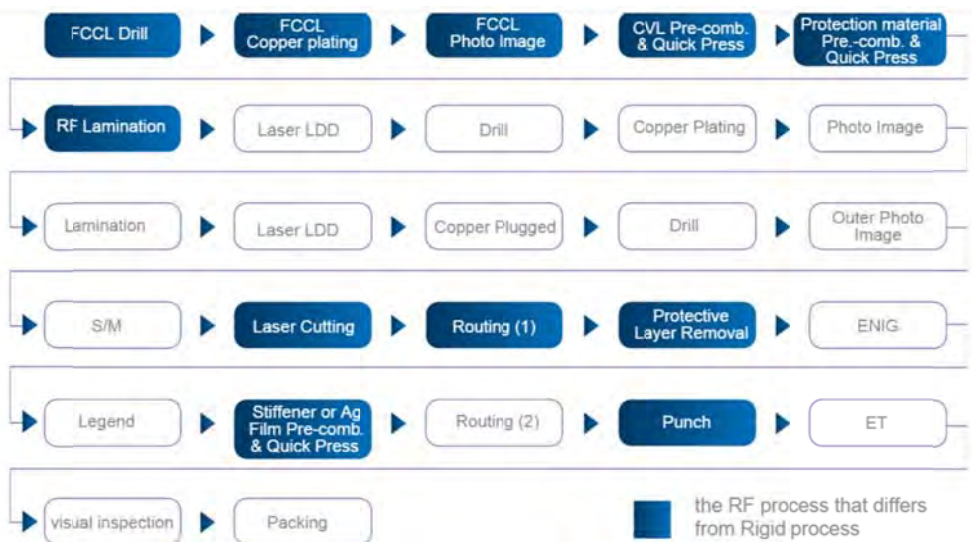 FCCL Drill
FCCL
Copper plating
FCCL
Photo Image
CVL Pre-comb.
& Quick Press
Protection material
Pre.-comb. &
Quick Press
RF Lamination
Laser LDD
Drill
Copper Plating
Photo Image
Lamination
Laser LDD
Copper Plugged
Drill
Outer Photo
Image
S/M
Laser Cutting
Routing (1)
Protective
Layer Removal
ENIG
Legend
Stiffener or Ag
Film Pre-comb.
& Quick Press
Routing (2)
Punch
ET
visual inspection
Packing
the RF process that differs
from Rigid process